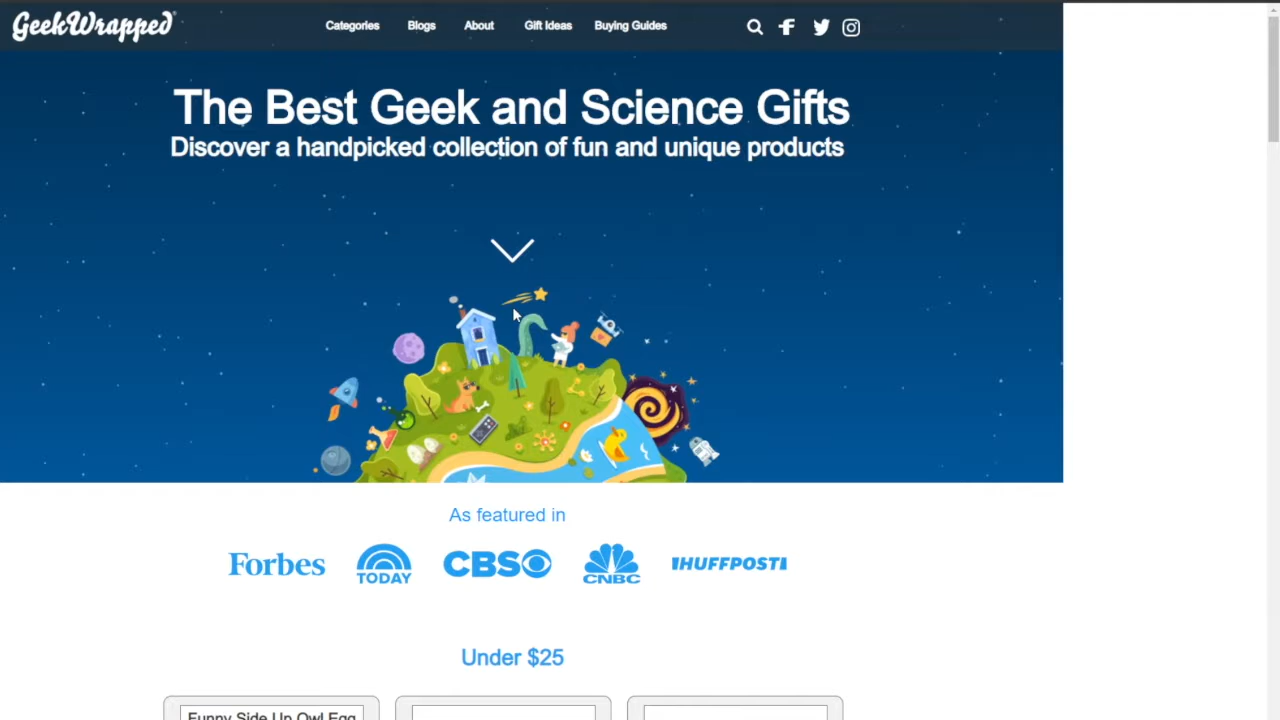 GeekWrapped
Categories Blogs About Gift Ideas Buying Guides
The Best Geek and Science Gifts
Discover a handpicked collection of fun and unique products
As featured in
Forbes TODAY CBS CNBC IHUFFPOSTI
Under $25
Funny Side Up Owl Egg